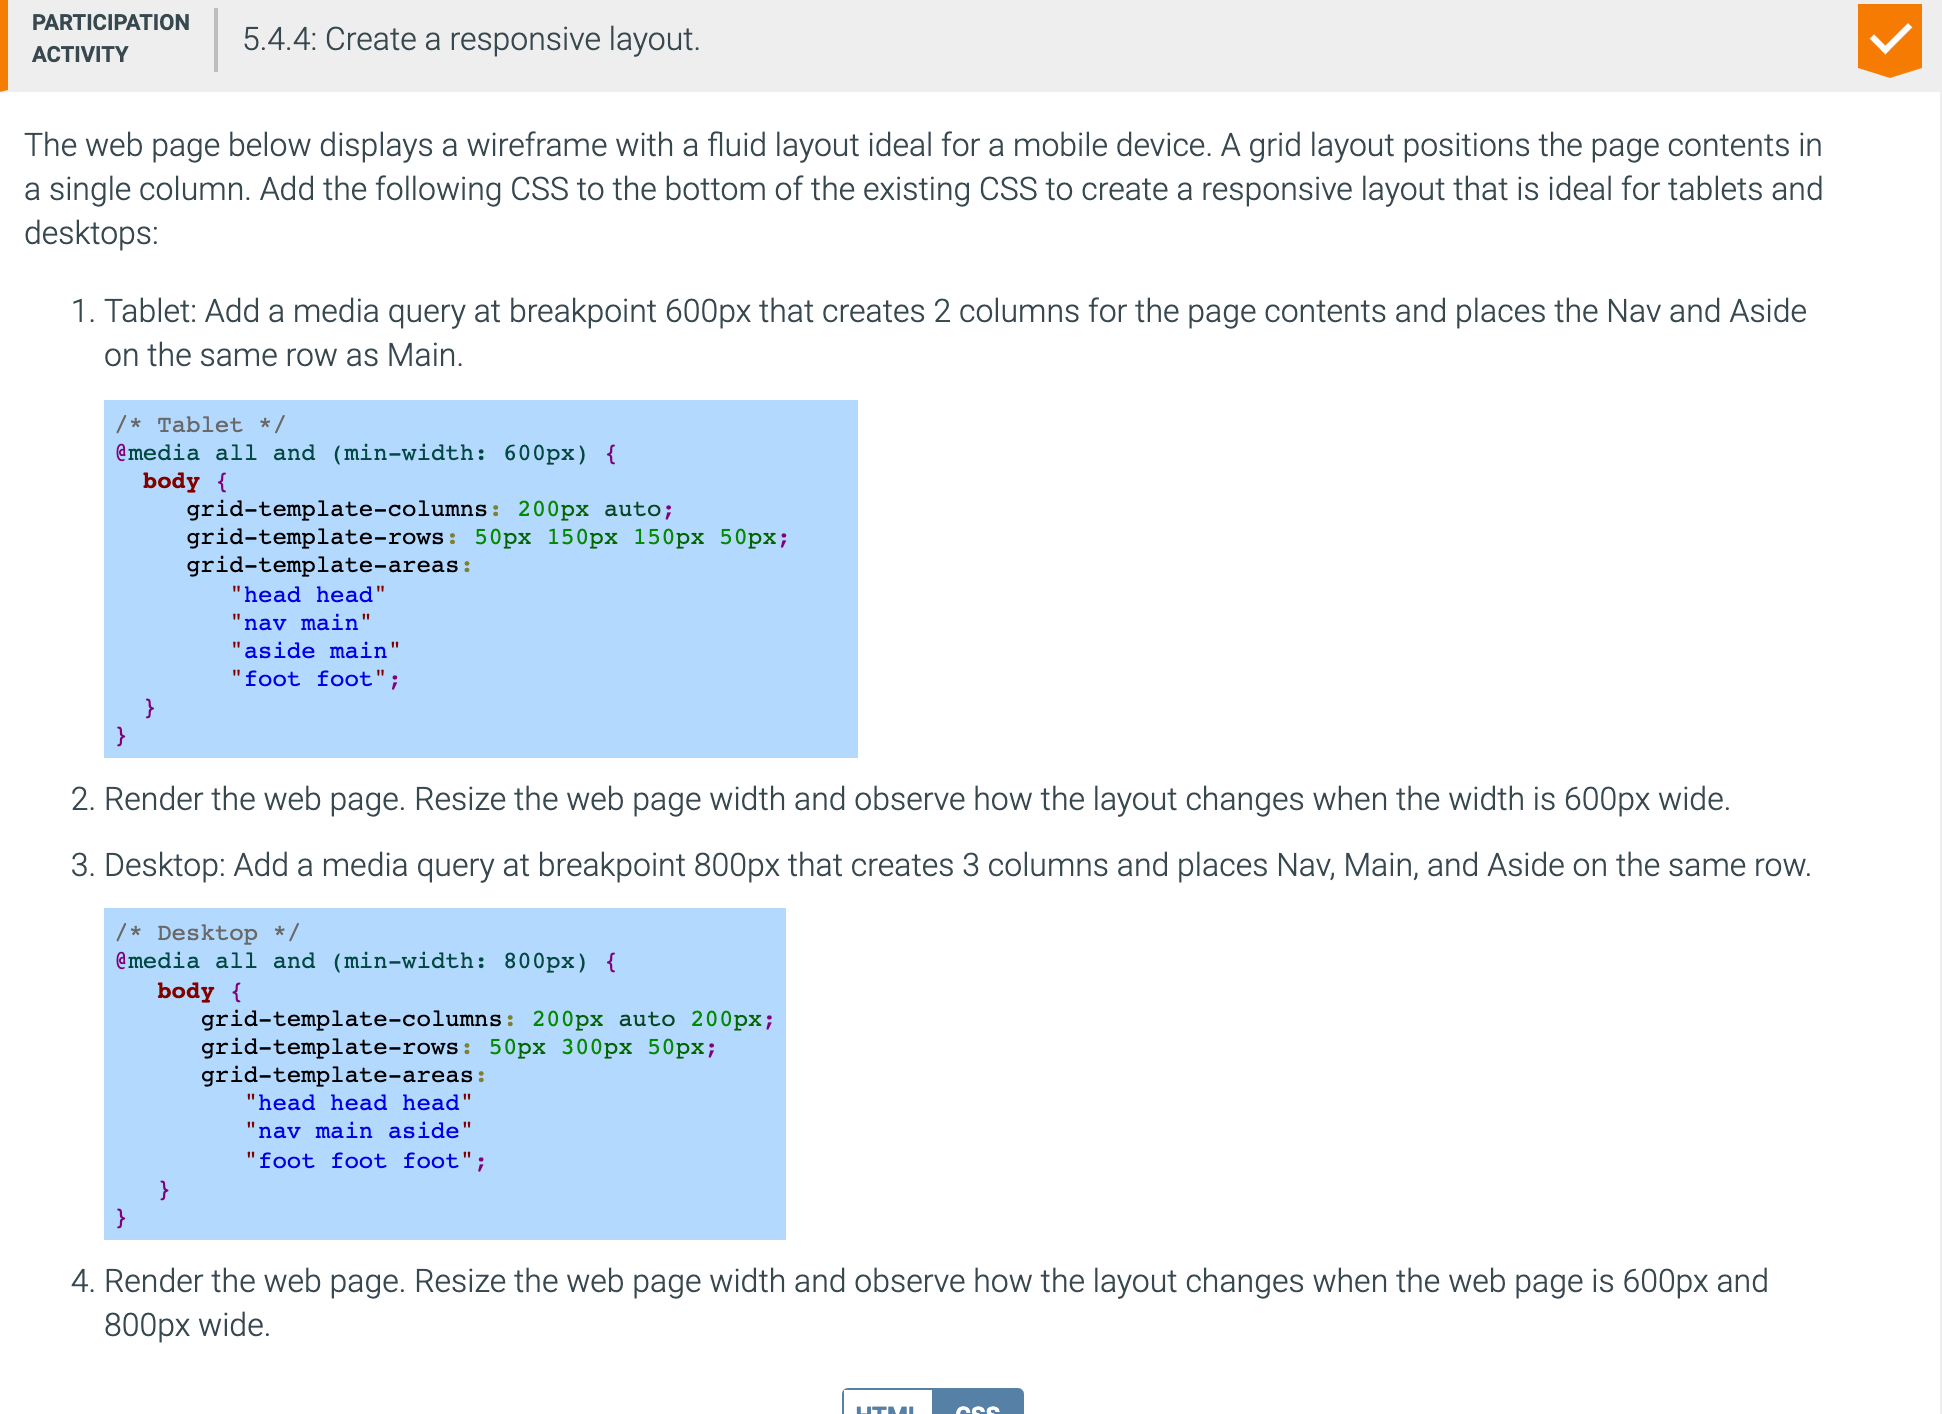 PARTICIPATION
ACTIVITY
5.4.4: Create a responsive layout.
The web page below displays a wireframe with a fluid layout ideal for a mobile device. A grid layout positions the page contents in
a single column. Add the following CSS to the bottom of the existing CSS to create a responsive layout that is ideal for tablets and
desktops:
1. Tablet: Add a media query at breakpoint 600px that creates 2 columns for the page contents and places the Nav and Aside
on the same row as Main.
/* Tablet */
@media all and (min-width: 600px) {
  body {
     grid-template-columns: 200px auto;
     grid-template-rows: 50px 150px 150px 50px;
     grid-template-areas:
        "head head"
        "nav main"
        "aside main"
        "foot foot";
  }
}
2. Render the web page. Resize the web page width and observe how the layout changes when the width is 600px wide.
3. Desktop: Add a media query at breakpoint 800px that creates 3 columns and places Nav, Main, and Aside on the same row.
/* Desktop */
@media all and (min-width: 800px) {
   body {
      grid-template-columns: 200px auto 200px;
      grid-template-rows: 50px 300px 50px;
      grid-template-areas:
         "head head head"
         "nav main aside"
         "foot foot foot";
   }
}
4. Render the web page. Resize the web page width and observe how the layout changes when the web page is 600px and
800px wide.
HTML CSS